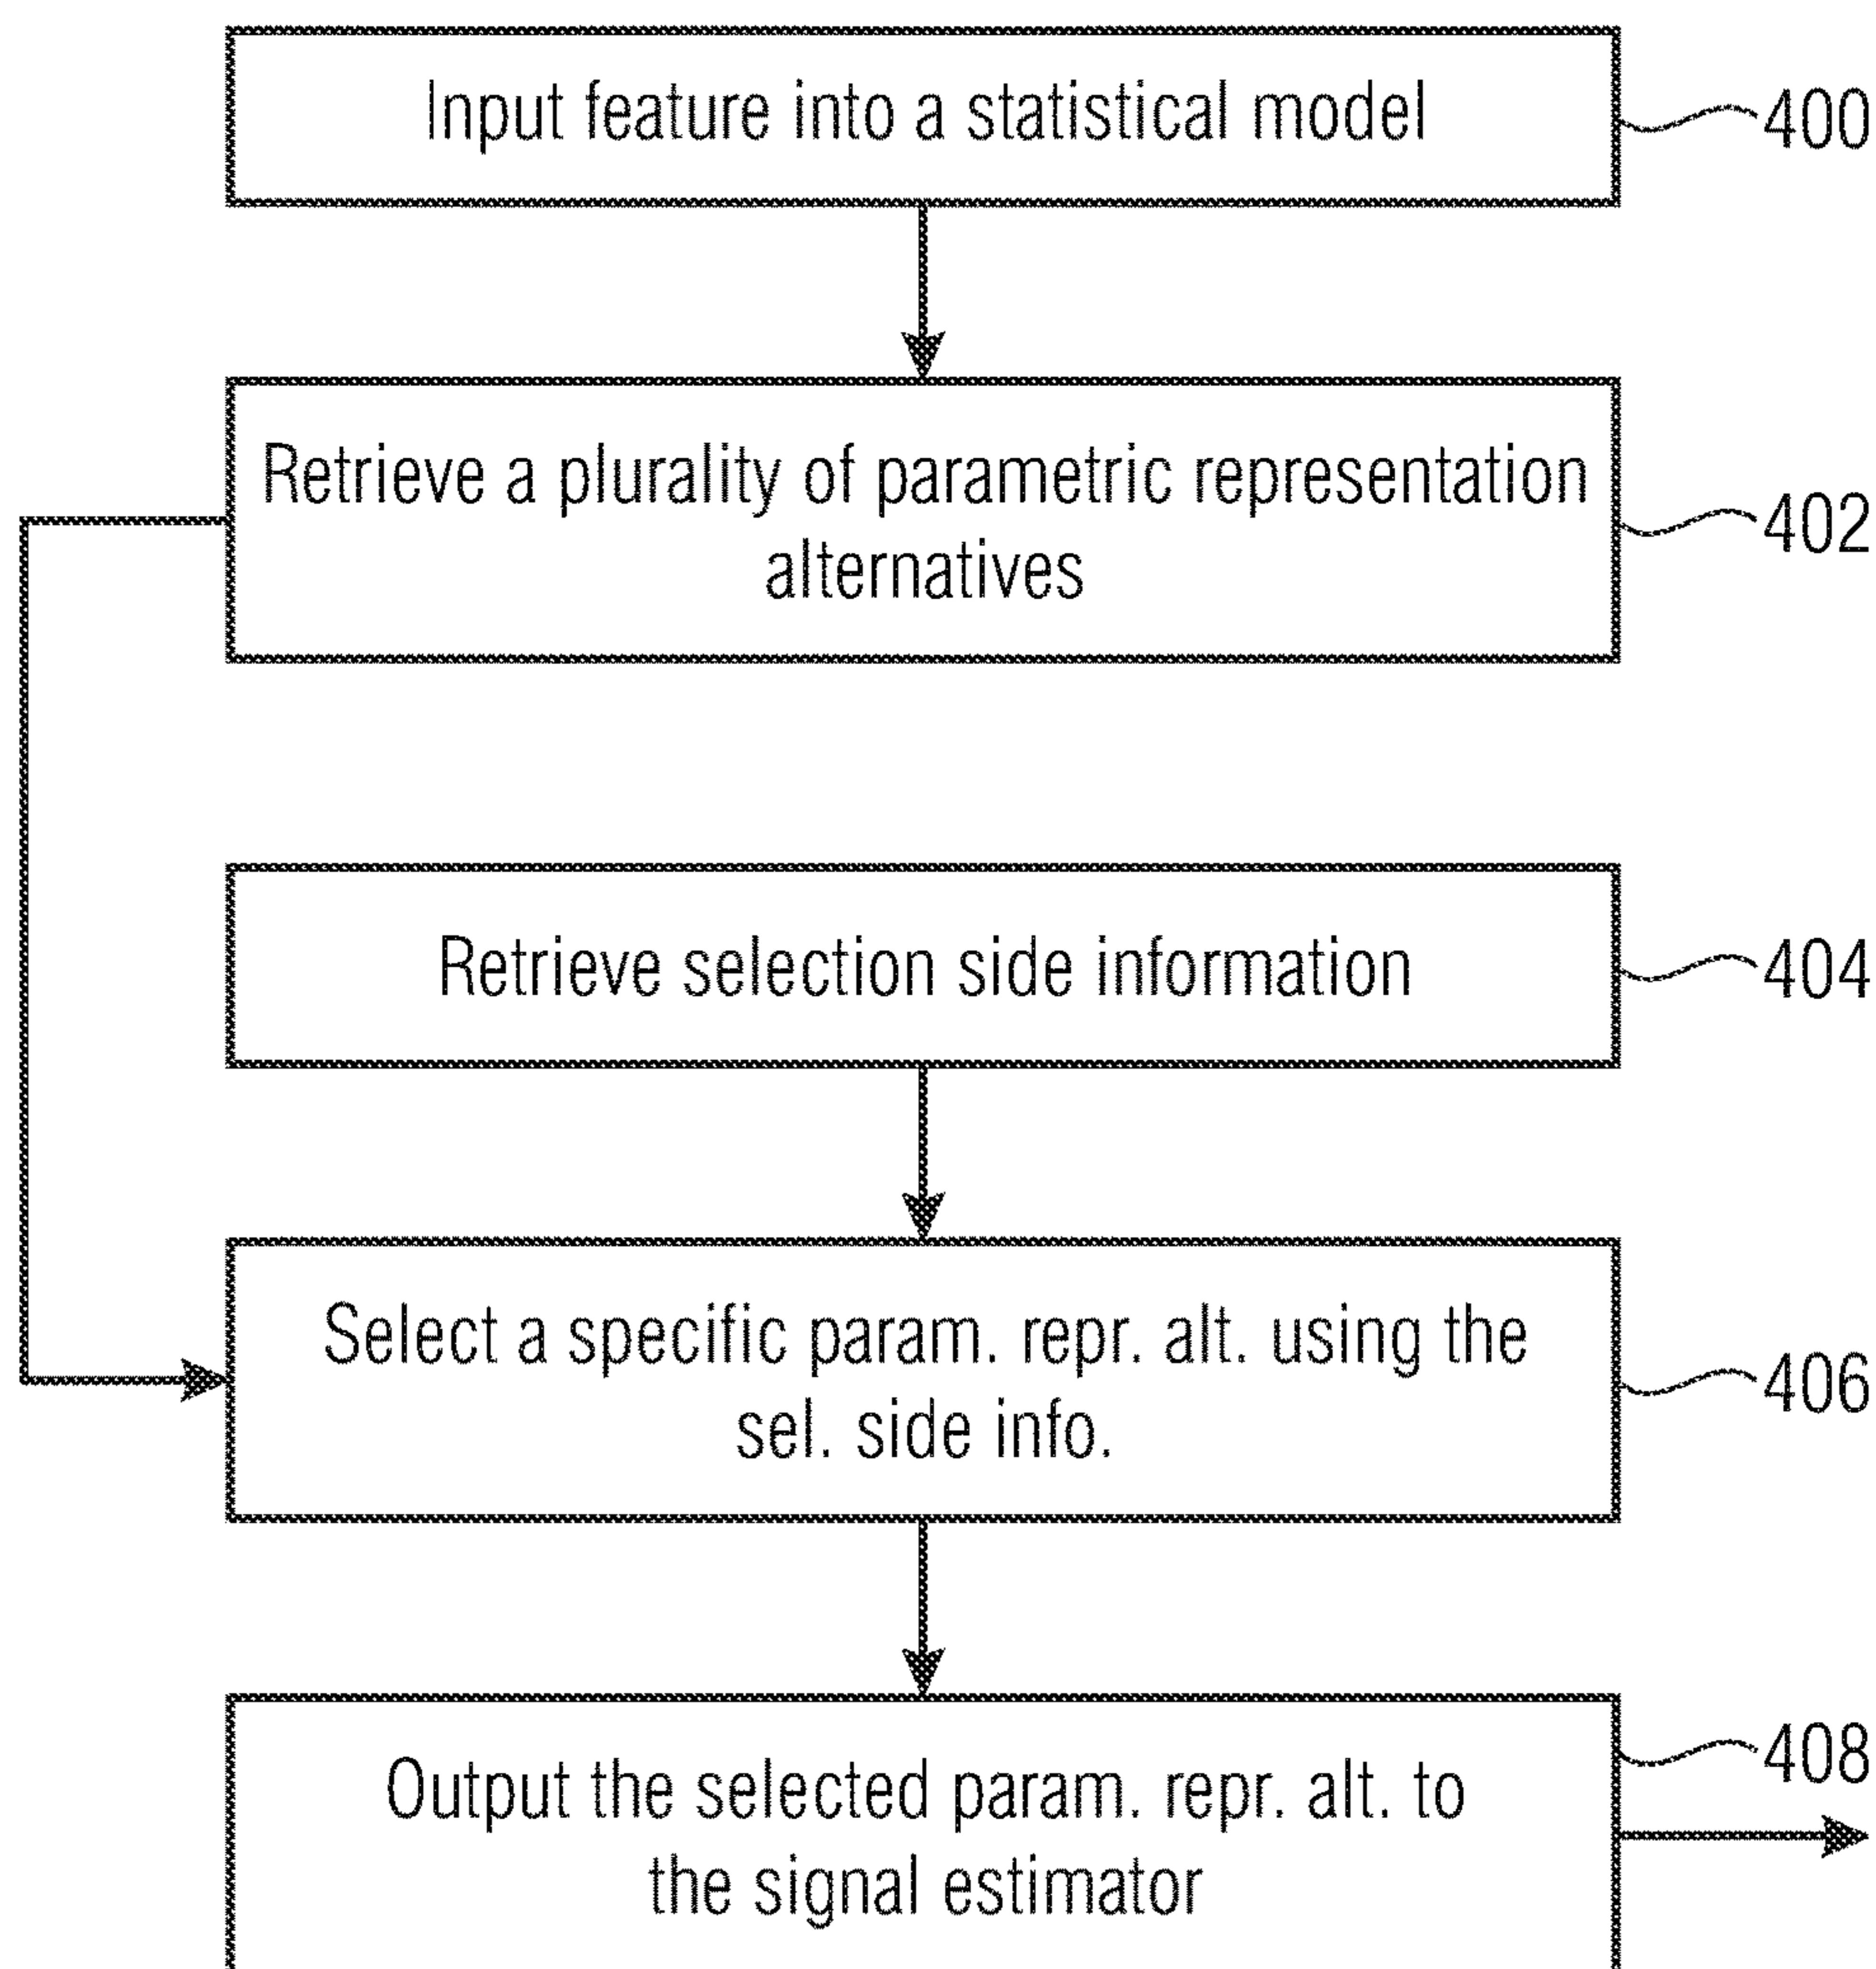 Input feature into a statistical model
400
Retrieve a plurality of parametric representation
alternatives
402
Retrieve selection side information
404
Select a specific param. repr. alt. using the
sel. side info.
406
Output the selected param. repr. alt. to
the signal estimator
408